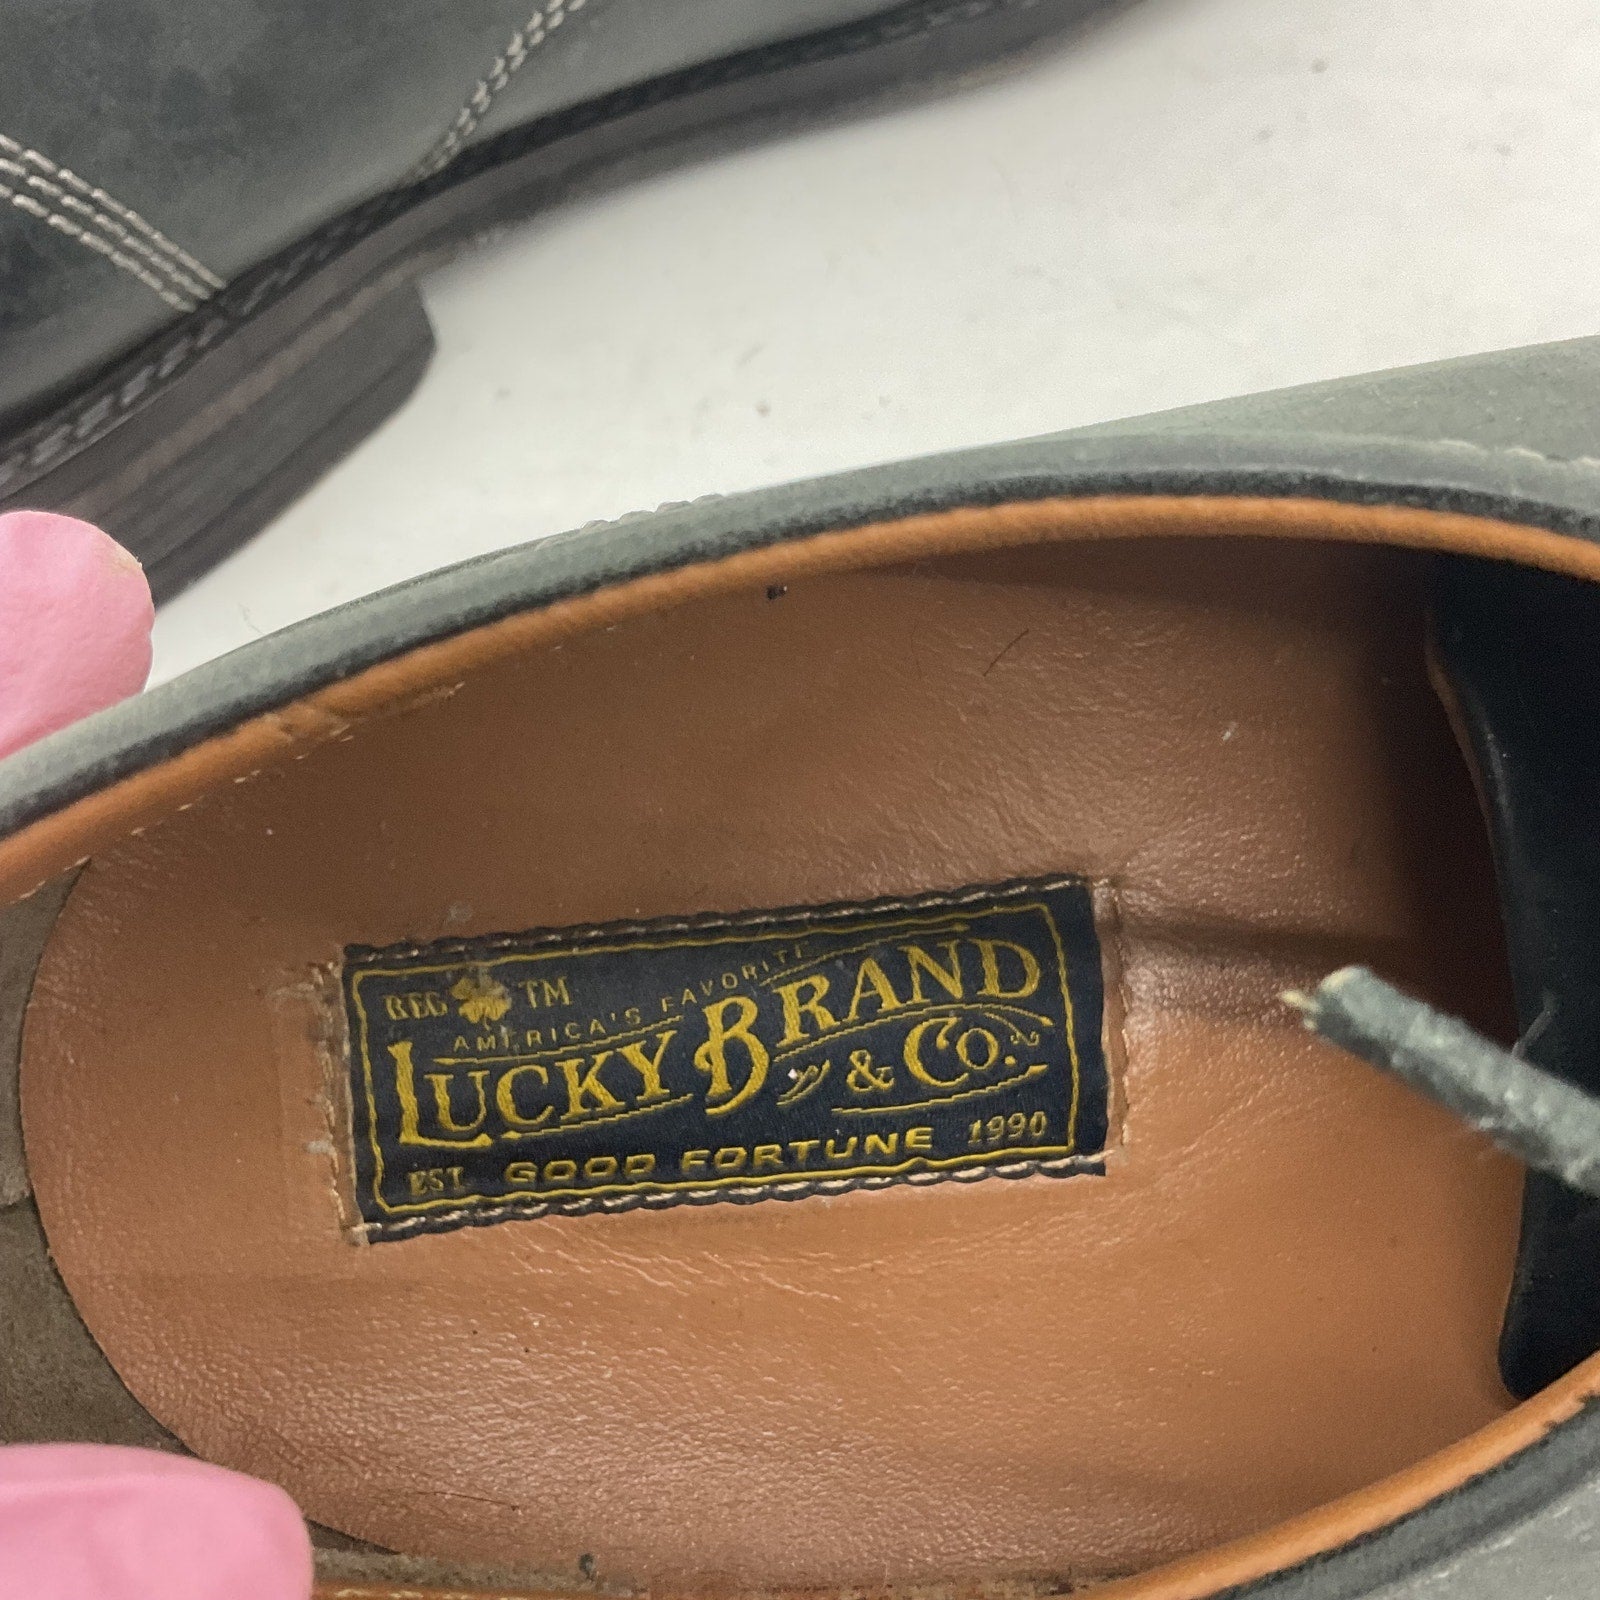 REG TM
AMERICA'S FAVORITE
LUCKY BRAND & CO.
EST. GOOD FORTUNE 1990